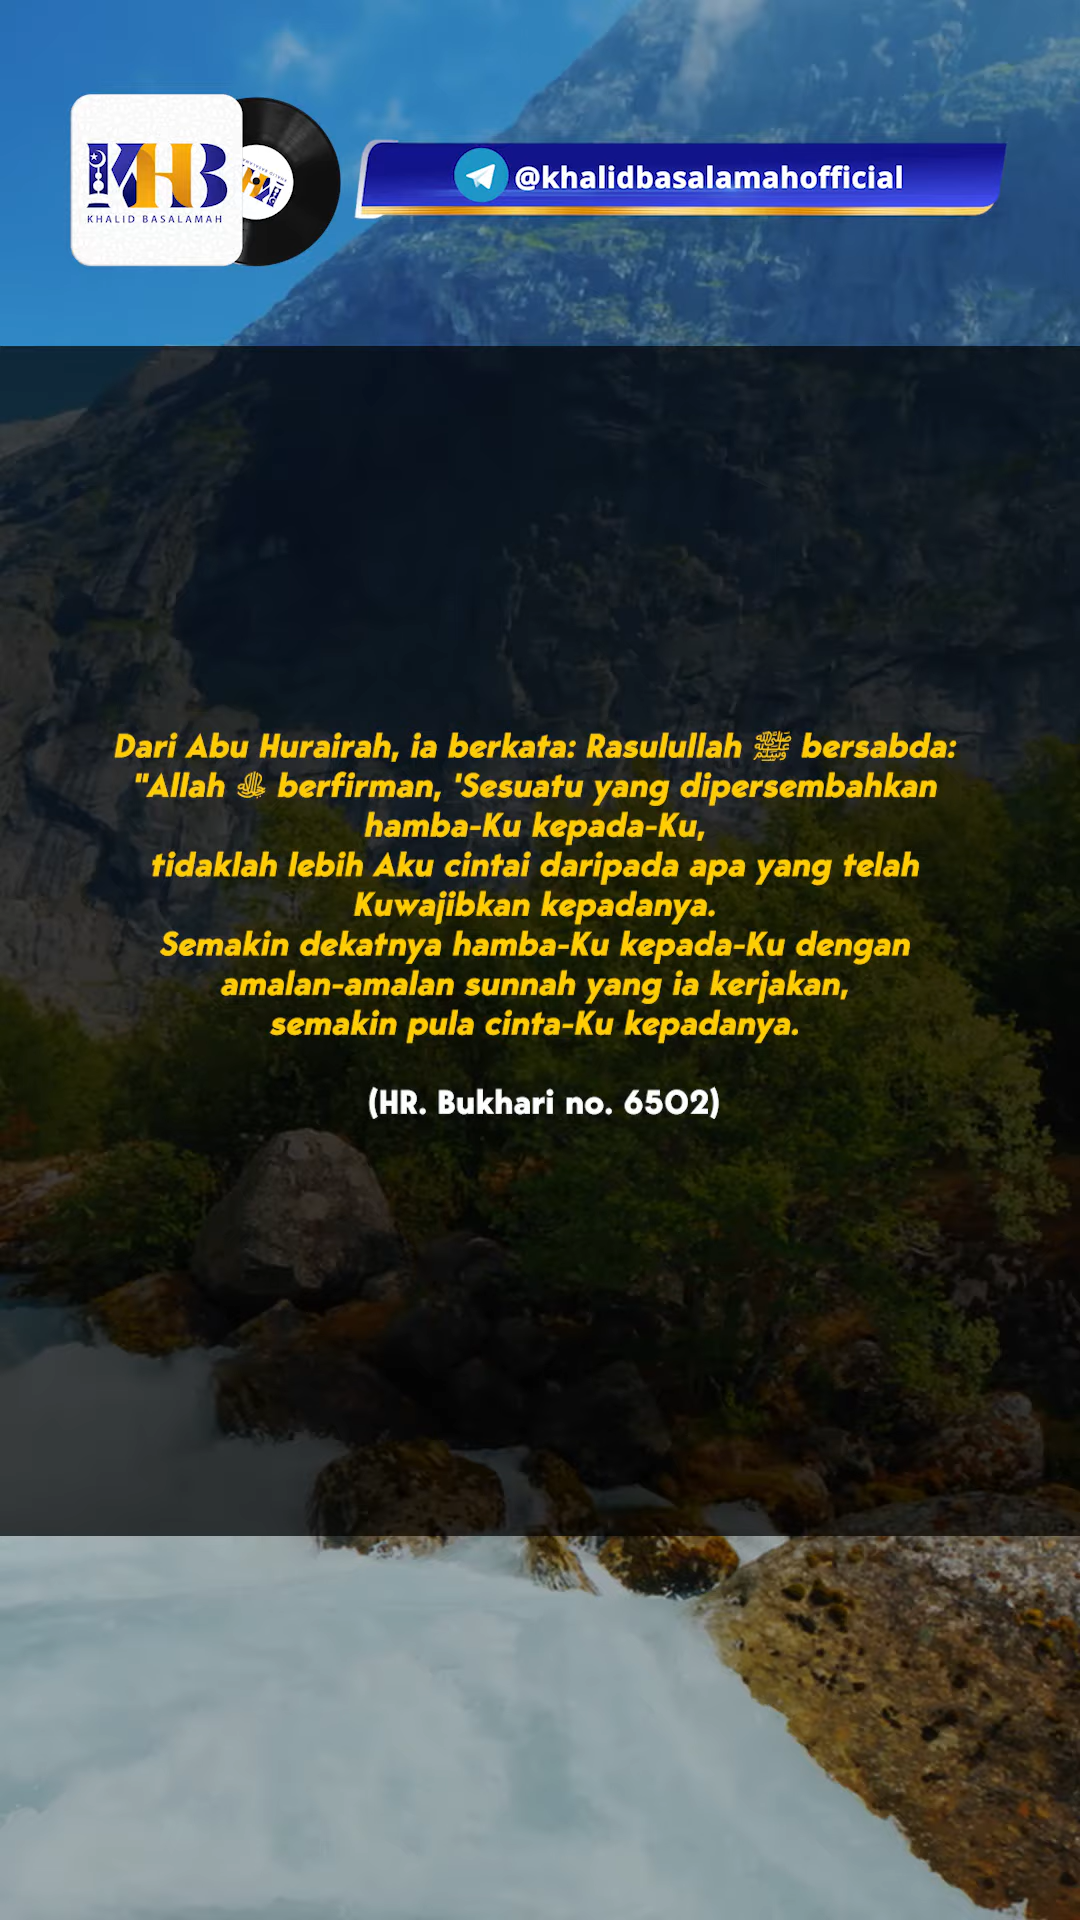 KHB
KHALID BASALAMAH
@khalidbasalamahofficial
Dari Abu Hurairah, ia berkata: Rasulullah ﷺ bersabda:
"Allah ﷻ berfirman, 'Sesuatu yang dipersembahkan
hamba-Ku kepada-Ku,
tidaklah lebih Aku cintai daripada apa yang telah
Kuwajibkan kepadanya.
Semakin dekatnya hamba-Ku kepada-Ku dengan
amalan-amalan sunnah yang ia kerjakan,
semakin pula cinta-Ku kepadanya.
(HR. Bukhari no. 6502)